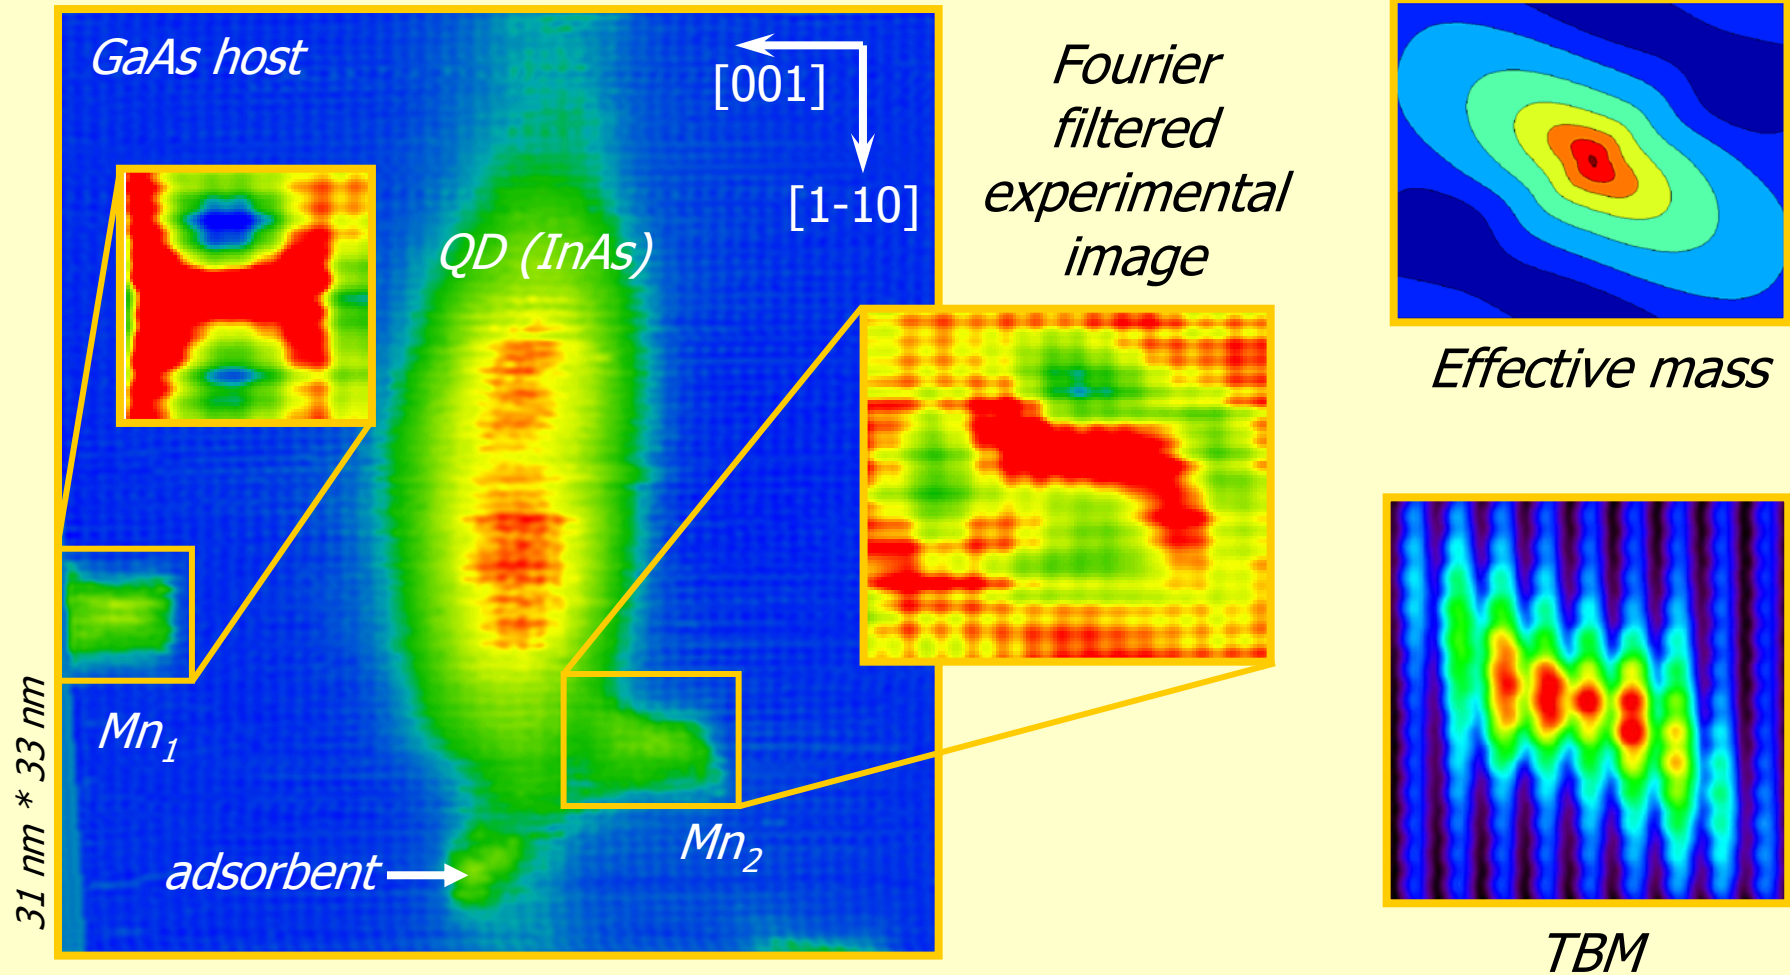 GaAs host
[001]
[1-10]
QD (InAs)
Mn1
Mn2
adsorbent
31 nm * 33 nm
Fourier
filtered
experimental
image
Effective mass
TBM